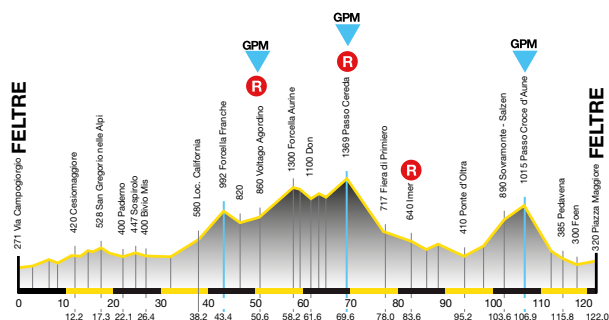 GPM
GPM
GPM
R
R
R
271 Via Campogiorgio FELTRE
420 Cesiomaggiore
528 San Gregorio nelle Alpi
400 Paderno
447 Sospirolo
400 Bivio Mis
580 Loc. California
992 Forcella Franche
820
860 Voltago Agordino
1300 Forcella Aurine
1100 Don
1369 Passo Cereda
717 Fiera di Primiero
640 Imer
410 Ponte d'Oltra
890 Sovramonte - Salzen
1015 Passo Croce d'Aune
385 Pedavena
300 Foen
320 Piazza Maggiore FELTRE
0 10 20 30 40 50 60 70 80 90 100 110 120
12.2 17.3 22.1 26.4 38.2 43.4 50.6 58.2 61.6 69.6 78.0 83.6 95.2 103.6 106.9 115.8 122.0